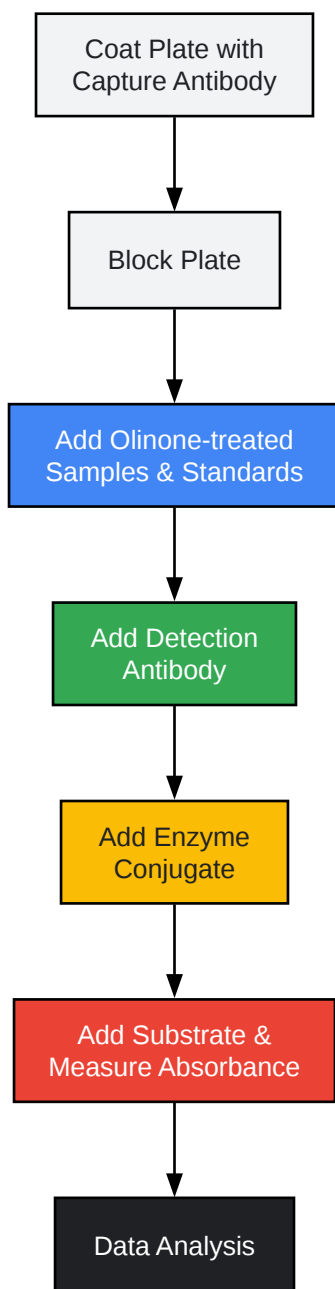 Coat Plate with
Capture Antibody
Block Plate
Add Olinone-treated
Samples & Standards
Add Detection
Antibody
Add Enzyme
Conjugate
Add Substrate &
Measure Absorbance
Data Analysis